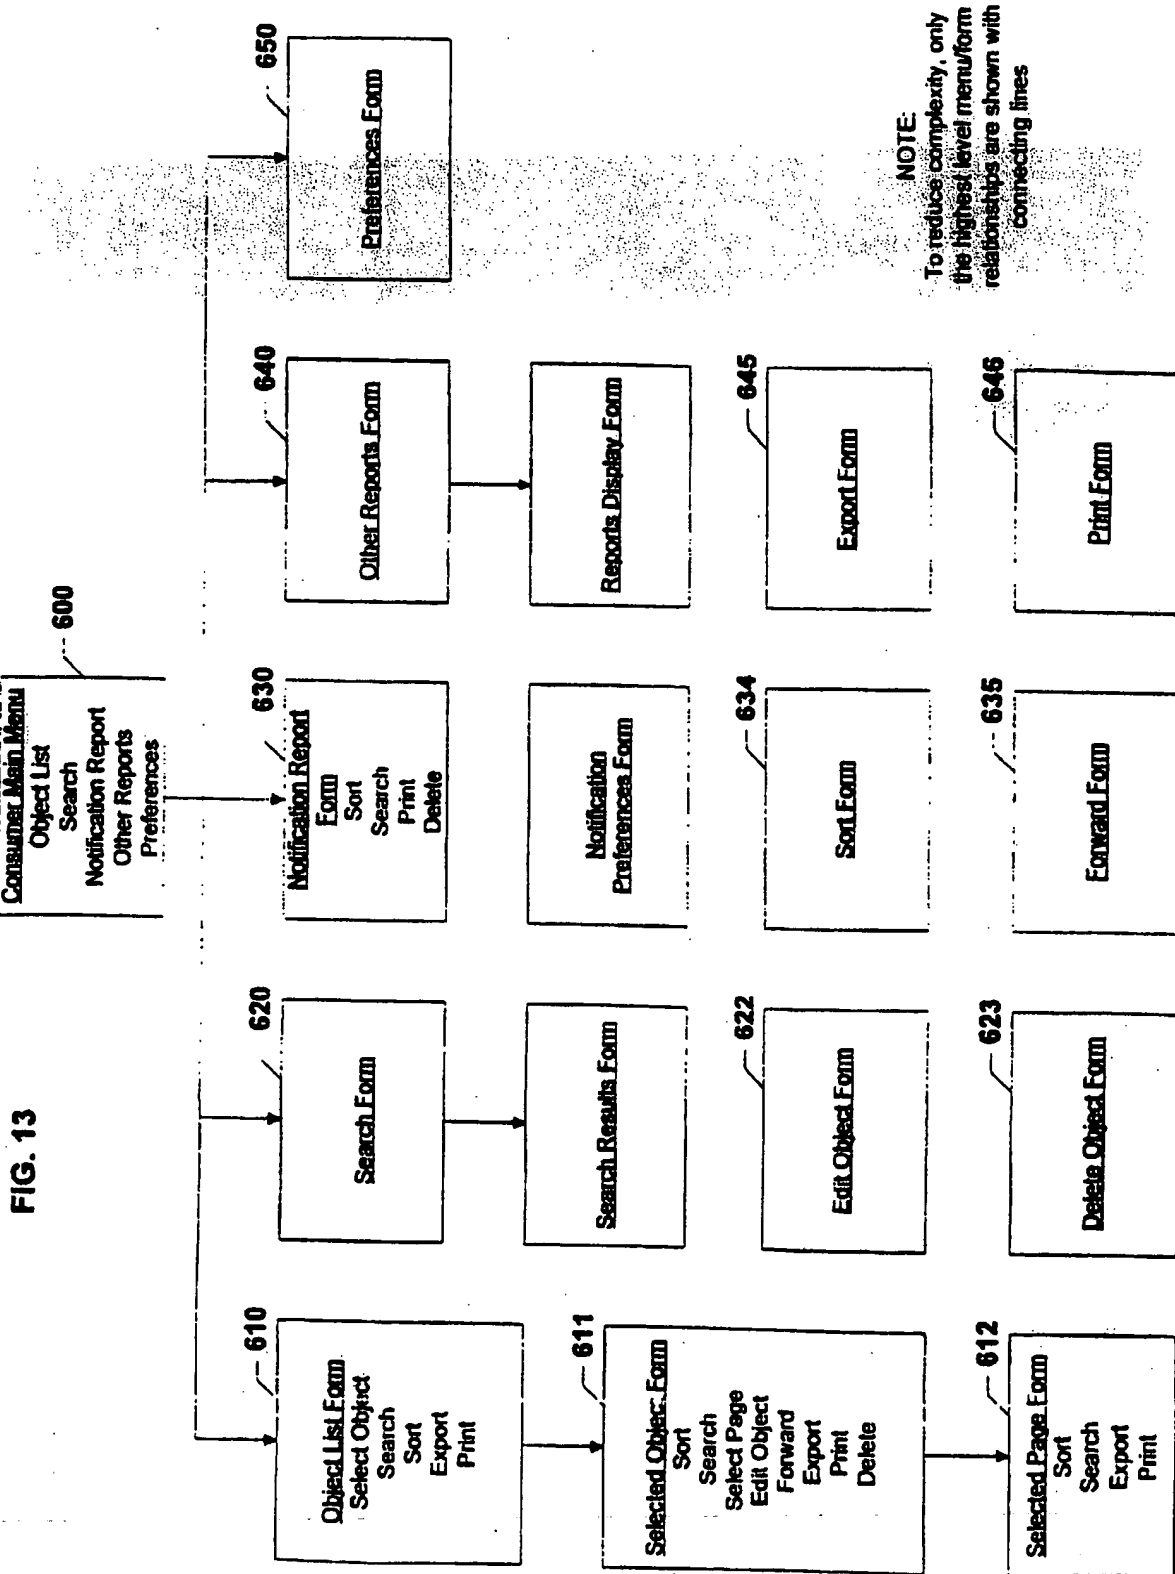 FIG. 13
Consumer Main Menu
Object List
Search
Notification Report
Other Reports
Preferences
600
610
Object List Form
Select Object
Search
Sort
Export
Print
620
Search Form
630
Notification Report
Form
Sort
Search
Print
Delete
640
Other Reports Form
650
Preferences Form
611
Selected Object Form
Sort
Search
Select Page
Edit Object
Forward
Export
Print
Delete
Search Results Form
Notification
Preferences Form
Reports Display Form
622
Edit Object Form
634
Sort Form
645
Export Form
612
Selected Page Form
Sort
Search
Export
Print
623
Delete Object Form
635
Forward Form
646
Print Form
NOTE:
To reduce complexity, only
the highest level menu/form
relationships are shown with
connecting lines